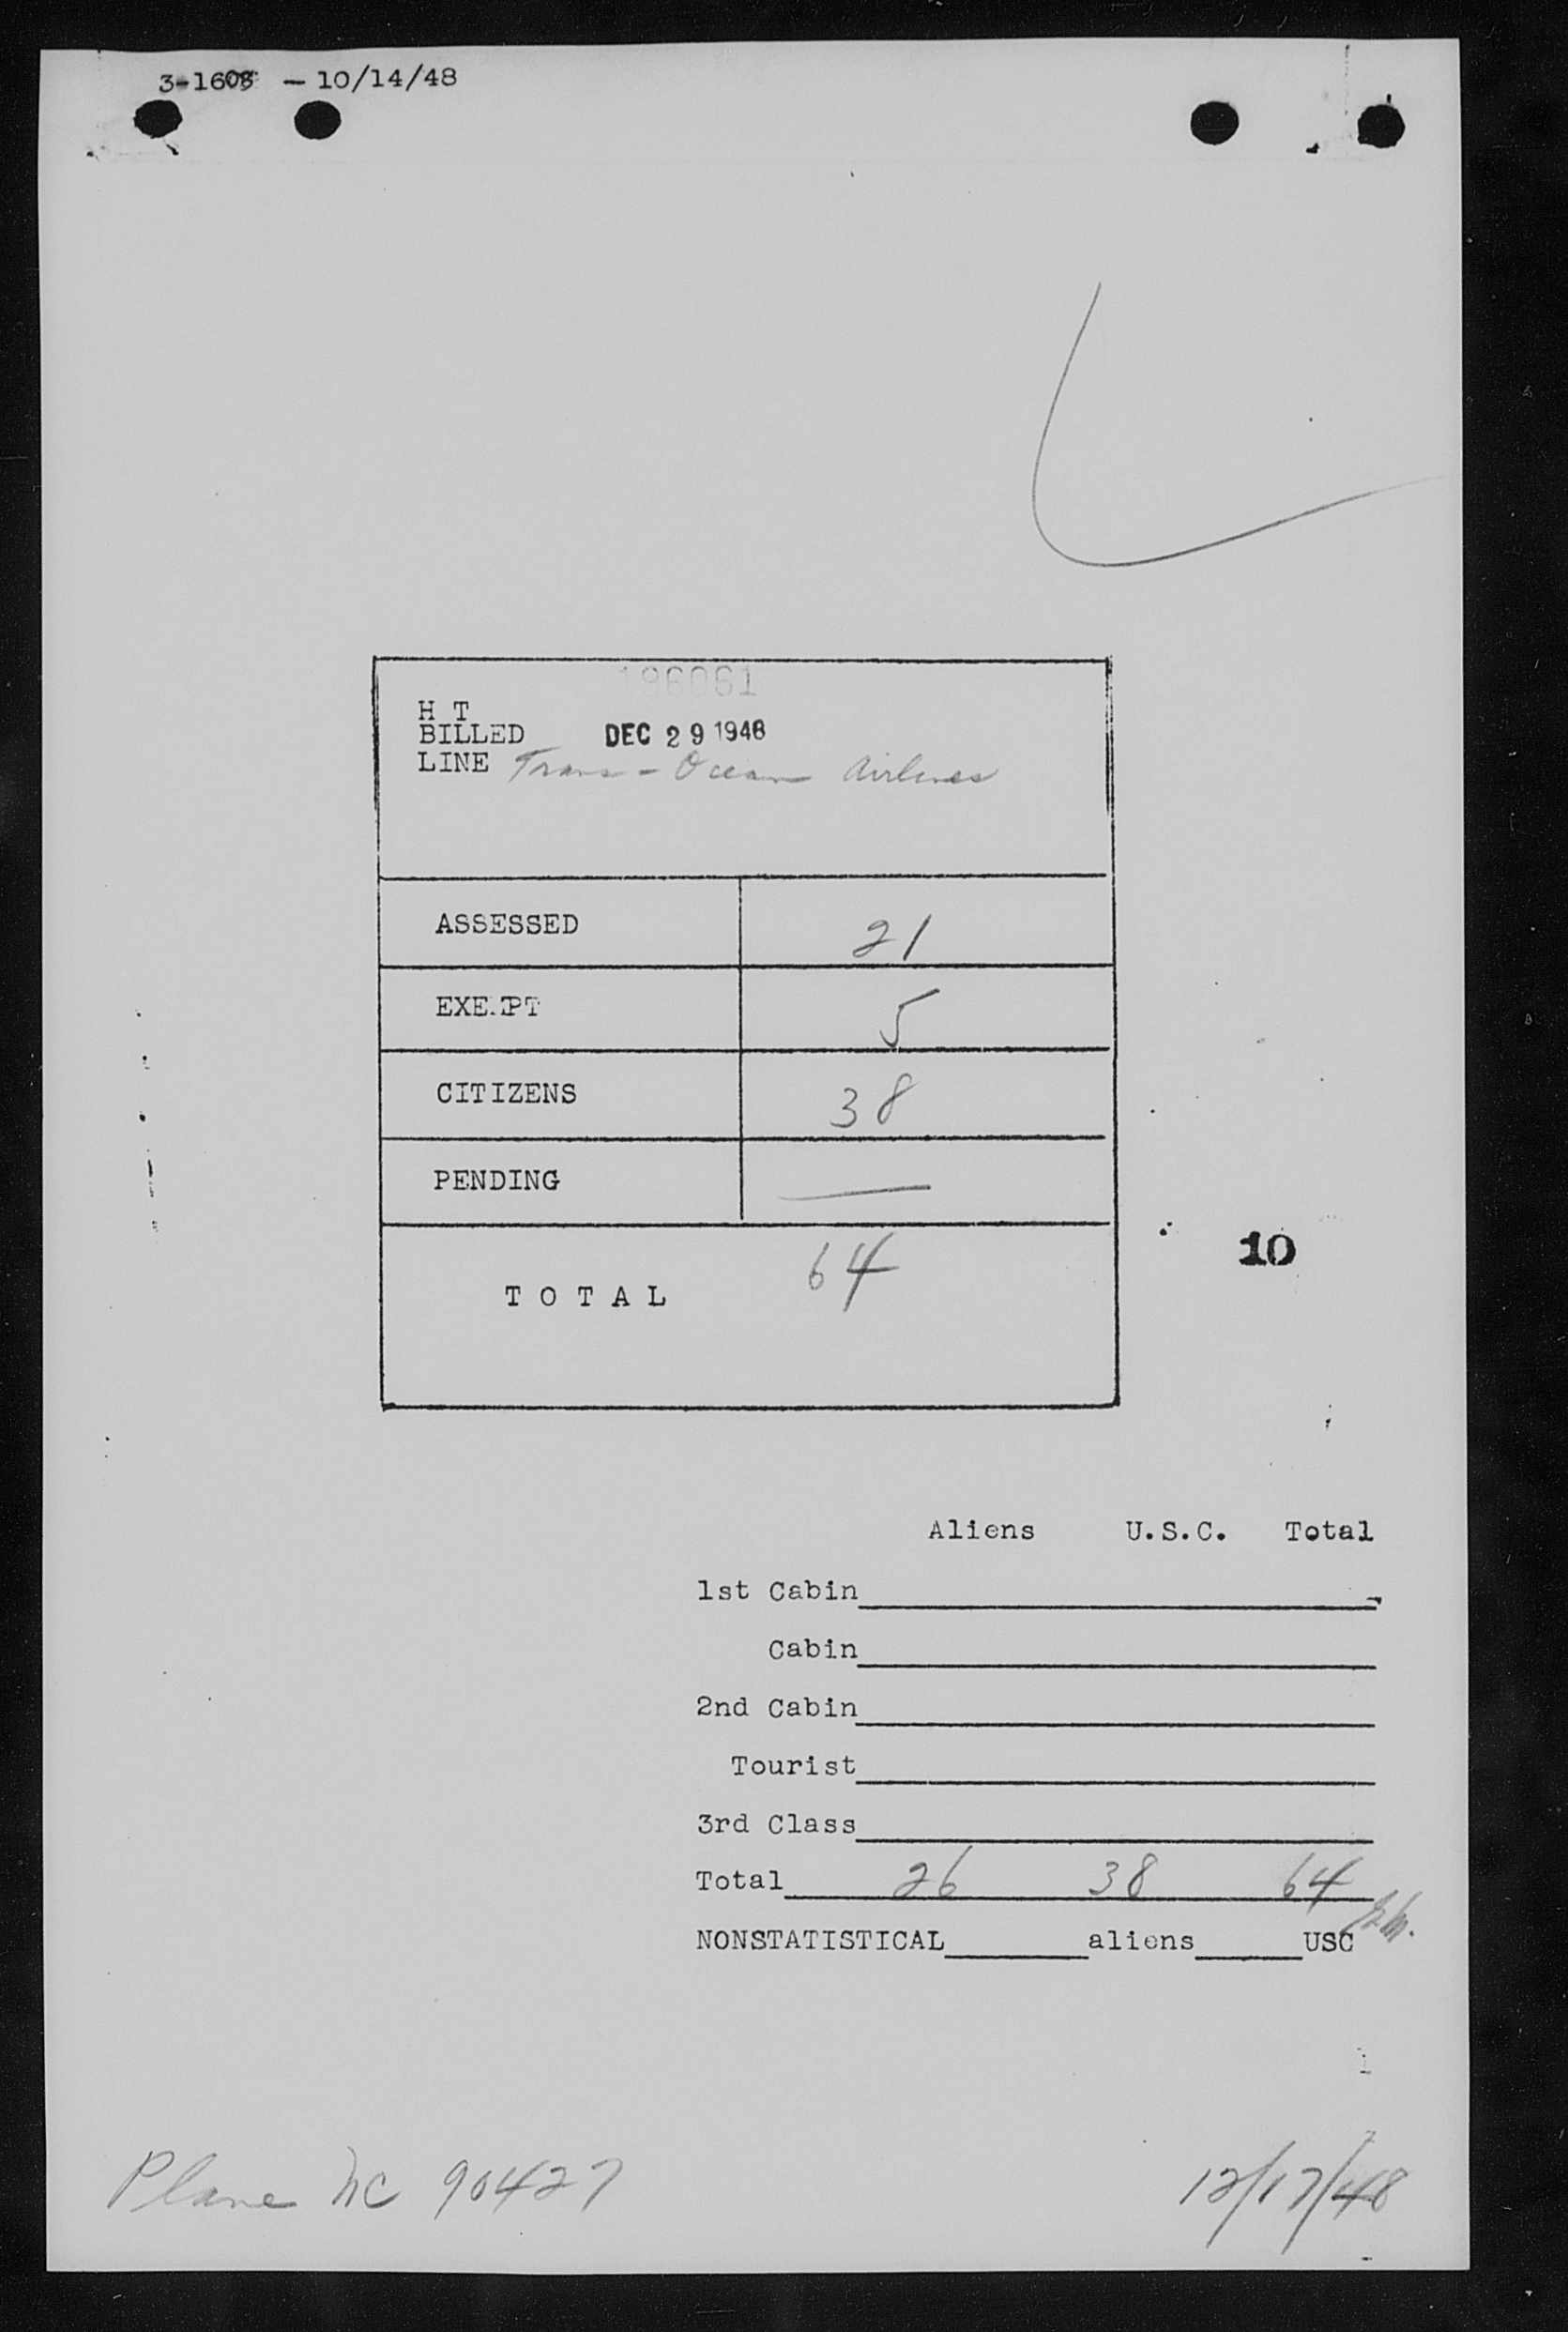 3-1608 — 10/14/48
196061
H T
BILLED DEC 29 1948
LINE Trans-Ocean Airlines
ASSESSED 21
EXEMPT 5
CITIZENS 38
PENDING —
TOTAL 64
10
Aliens U.S.C. Total
1st Cabin
Cabin
2nd Cabin
Tourist
3rd Class
Total 26 38 64
NONSTATISTICAL aliens USC
Plane NC 90427 12/17/48